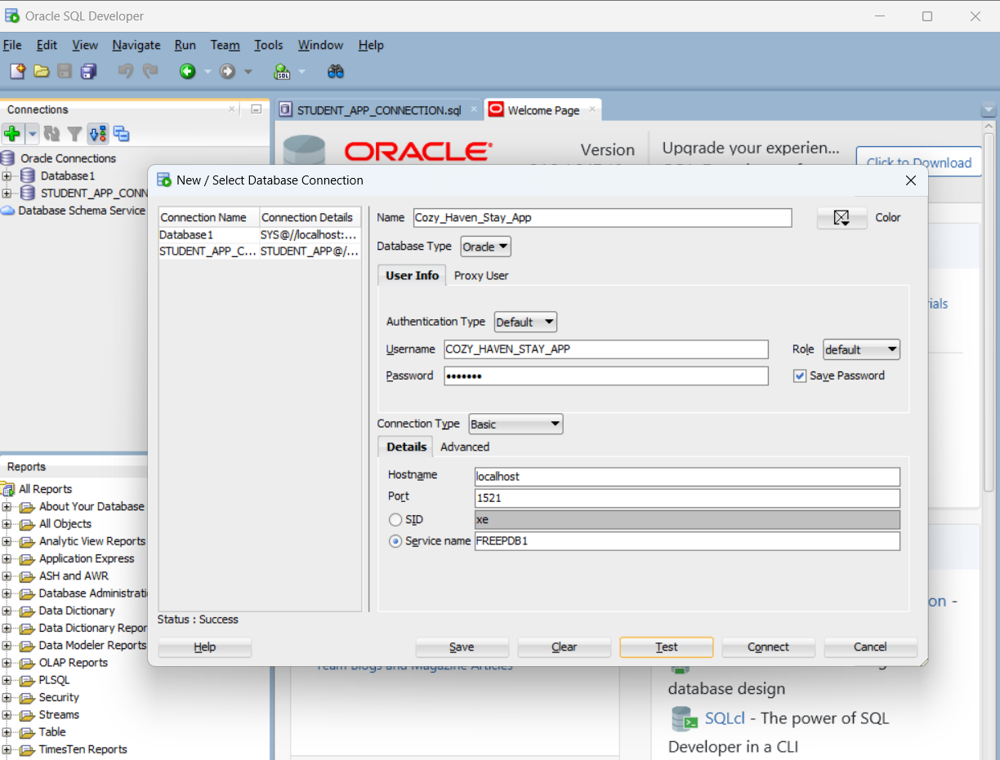 Oracle SQL Developer
File Edit View Navigate Run Team Tools Window Help
SQL
Connections
STUDENT_APP_CONNECTION.sql
Welcome Page
Oracle Connections
Database1
STUDENT_APP_CONN
Database Schema Service
ORACLE
Version
Upgrade your experien...
Click to Download
New / Select Database Connection
Connection Name Connection Details
Database1 SYS@//localhost:...
STUDENT_APP_C... STUDENT_APP@/...
Name Cozy_Haven_Stay_App Color
Database Type Oracle
User Info Proxy User
Authentication Type Default
Username COZY_HAVEN_STAY_APP Role default
Password ••••••• Save Password
Connection Type Basic
Details Advanced
Hostname localhost
Port 1521
SID xe
Service name FREEPDB1
Status : Success
Help Save Clear Test Connect Cancel
Reports
All Reports
About Your Database
All Objects
Analytic View Reports
Application Express
ASH and AWR
Database Administrati
Data Dictionary
Data Dictionary Repor
Data Modeler Reports
OLAP Reports
PLSQL
Security
Streams
Table
TimesTen Reports
rials
on -
Team Blogs and Magazine Articles
database design
SQLcl - The power of SQL
Developer in a CLI